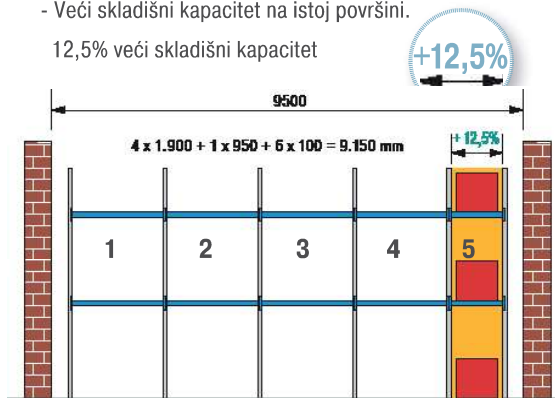 - Veći skladišni kapacitet na istoj površini.
12,5% veći skladišni kapacitet
+12,5%
9500
4 x 1.900 + 1 x 950 + 6 x 100 = 9.150 mm
+ 12,5%
1 2 3 4 5